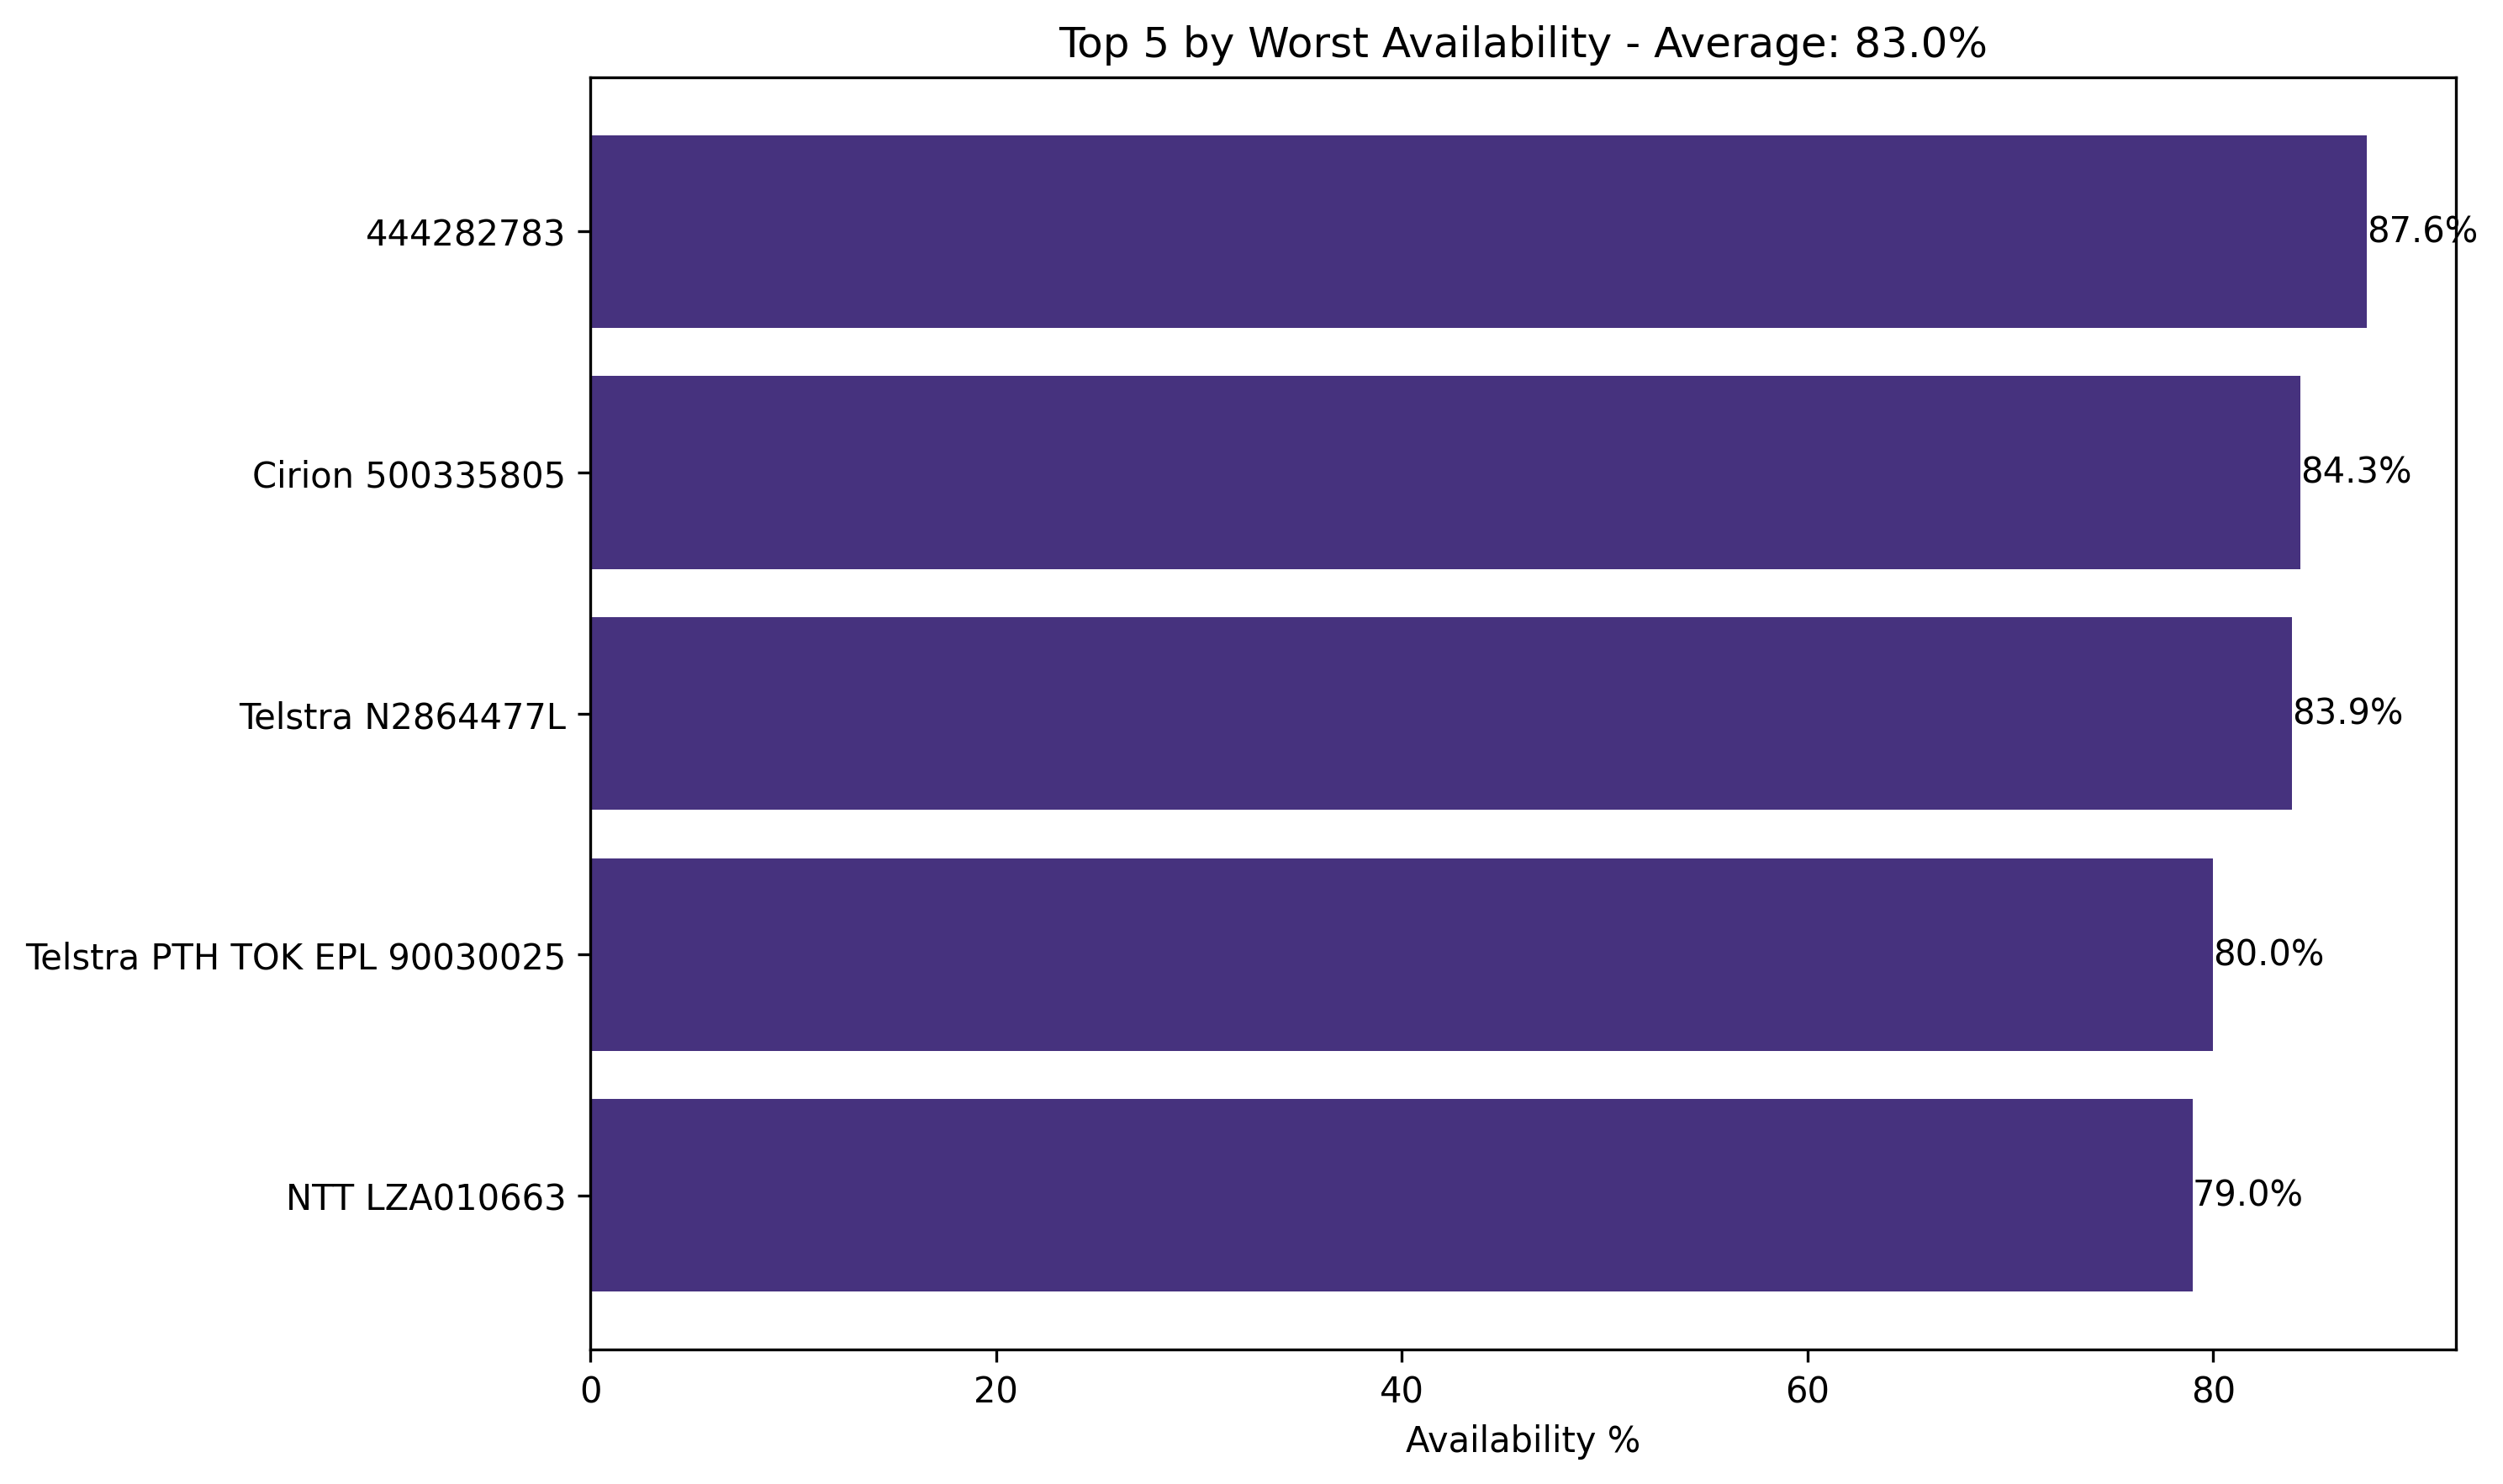 Top 5 by Worst Availability - Average: 83.0%
444282783
87.6%
Cirion 500335805
84.3%
Telstra N2864477L
83.9%
Telstra PTH TOK EPL 90030025
80.0%
NTT LZA010663
79.0%
0 20 40 60 80
Availability %